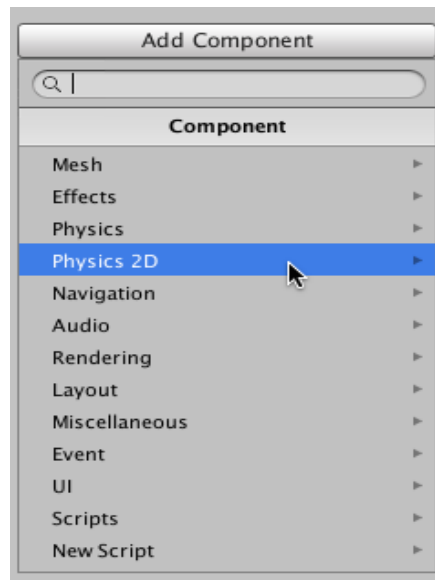 Add Component
Component
Mesh
Effects
Physics
Physics 2D
Navigation
Audio
Rendering
Layout
Miscellaneous
Event
UI
Scripts
New Script